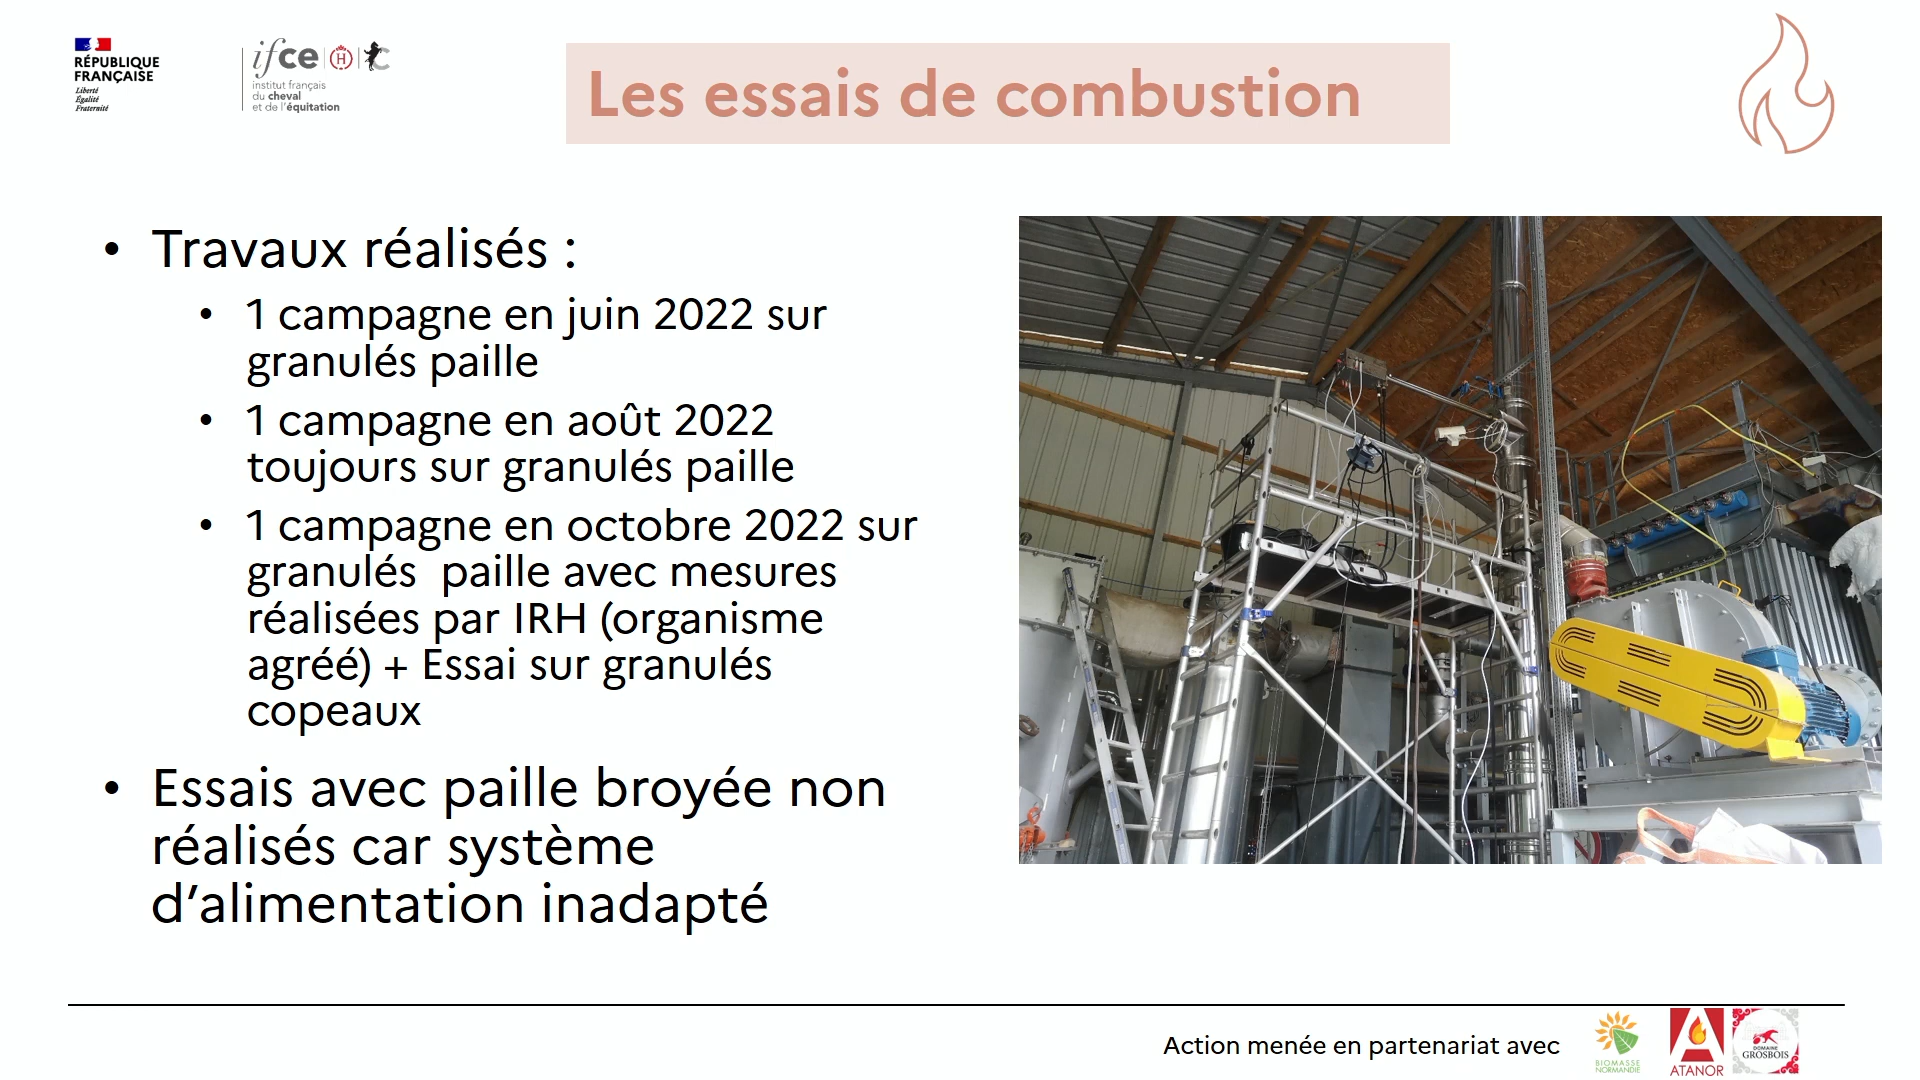 RÉPUBLIQUE
FRANÇAISE
Liberté
Égalité
Fraternité
ifce H
institut français
du cheval
et de l'équitation
Les essais de combustion
• Travaux réalisés :
• 1 campagne en juin 2022 sur
granulés paille
• 1 campagne en août 2022
toujours sur granulés paille
• 1 campagne en octobre 2022 sur
granulés  paille avec mesures
réalisées par IRH (organisme
agréé) + Essai sur granulés
copeaux
• Essais avec paille broyée non
réalisés car système
d’alimentation inadapté
Action menée en partenariat avec
BIOMASSE
NORMANDIE
ATANOR
DOMAINE
GROSBOIS